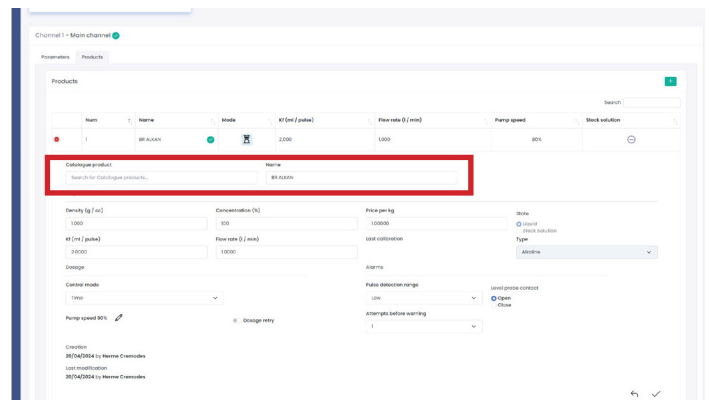 Channel 1 - Main channel
Parameters Products
Products
+
Search
Num Name Mode Kf (ml / pulse) Flow rate (l / min) Pump speed Stock solution
1 BR ALKAN 2,000 1,000 80%
Catalogue product Name
Search for Catalogue products... BR ALKAN
Density (g / cc) Concentration (%) Price per kg State
1.000 100 1.00000 Liquid
Stock Solution
Kf (ml / pulse) Flow rate (l / min) Last calibration Type
2.0000 1.0000 Alkaline
Dosage Alarms
Control mode Pulse detection range Level probe contact
Time Low Open
Close
Pump speed 80% Dosage retry Attempts before warning
1
Creation
30/04/2024 by Herme Cremades
Last modification
30/04/2024 by Herme Cremades